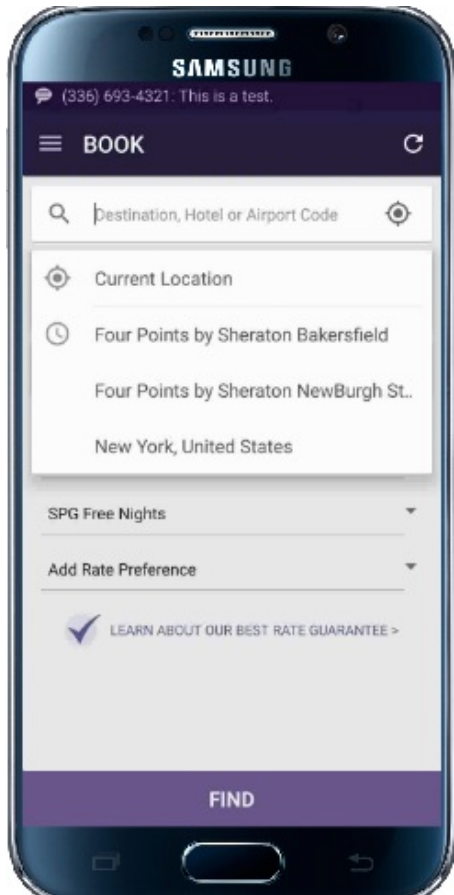 SAMSUNG
(336) 693-4321: This is a test.
BOOK
Destination, Hotel or Airport Code
Current Location
Four Points by Sheraton Bakersfield
Four Points by Sheraton NewBurgh St..
New York, United States
SPG Free Nights
Add Rate Preference
LEARN ABOUT OUR BEST RATE GUARANTEE >
FIND